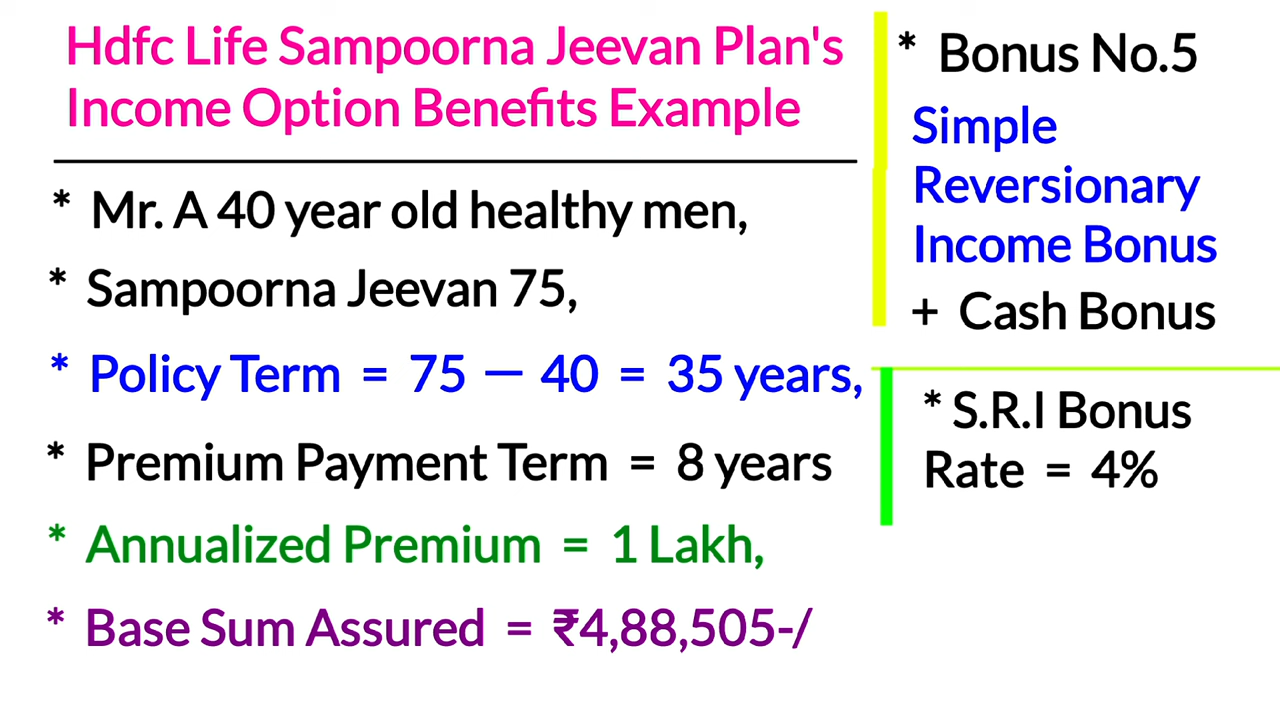 Hdfc Life Sampoorna Jeevan Plan's
Income Option Benefits Example
* Mr. A 40 year old healthy men,
* Sampoorna Jeevan 75,
* Policy Term = 75 — 40 = 35 years,
* Premium Payment Term = 8 years
* Annualized Premium = 1 Lakh,
* Base Sum Assured = ₹4,88,505-/
* Bonus No.5
Simple
Reversionary
Income Bonus
+ Cash Bonus
* S.R.I Bonus
Rate = 4%